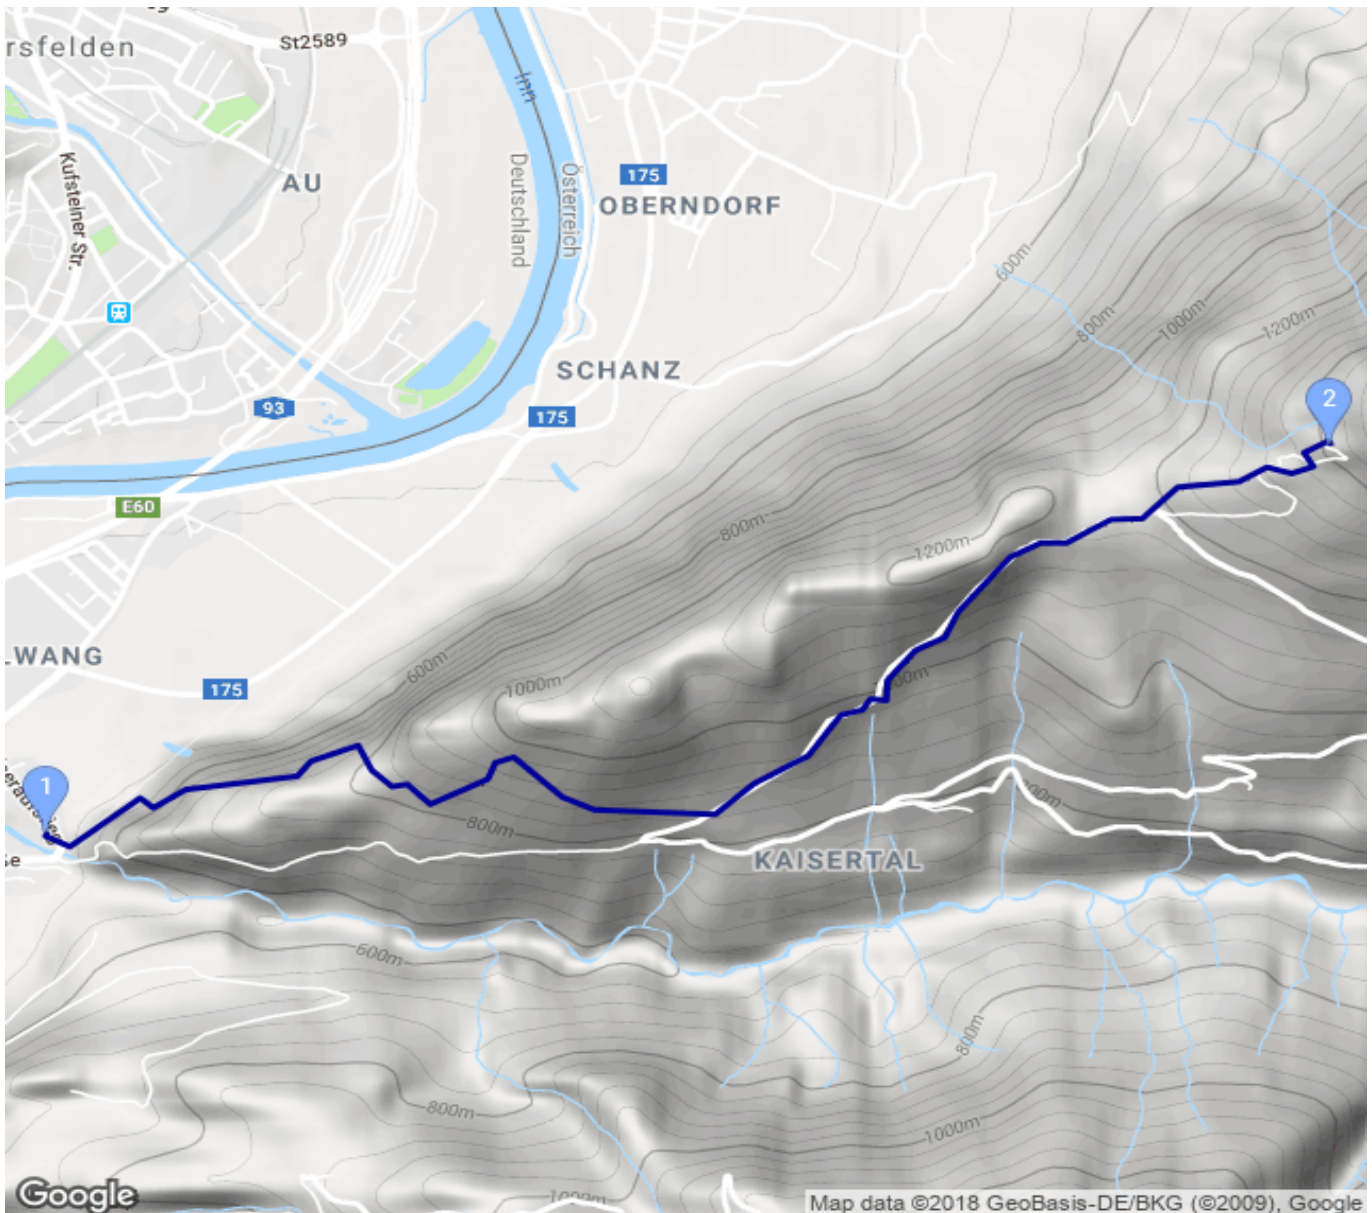 rsfelden
St2589
Inn
Kufsteiner Str.
AU
Deutschland
Österreich
175
OBERNDORF
600m
800m
1000m
1200m
SCHANZ
93
175
2
E60
800m
1200m
LWANG
175
600m
1000m
1
800m
KAISERTAL
600m
800m
800m
1000m
1000m
Google
Map data ©2018 GeoBasis-DE/BKG (©2009), Google